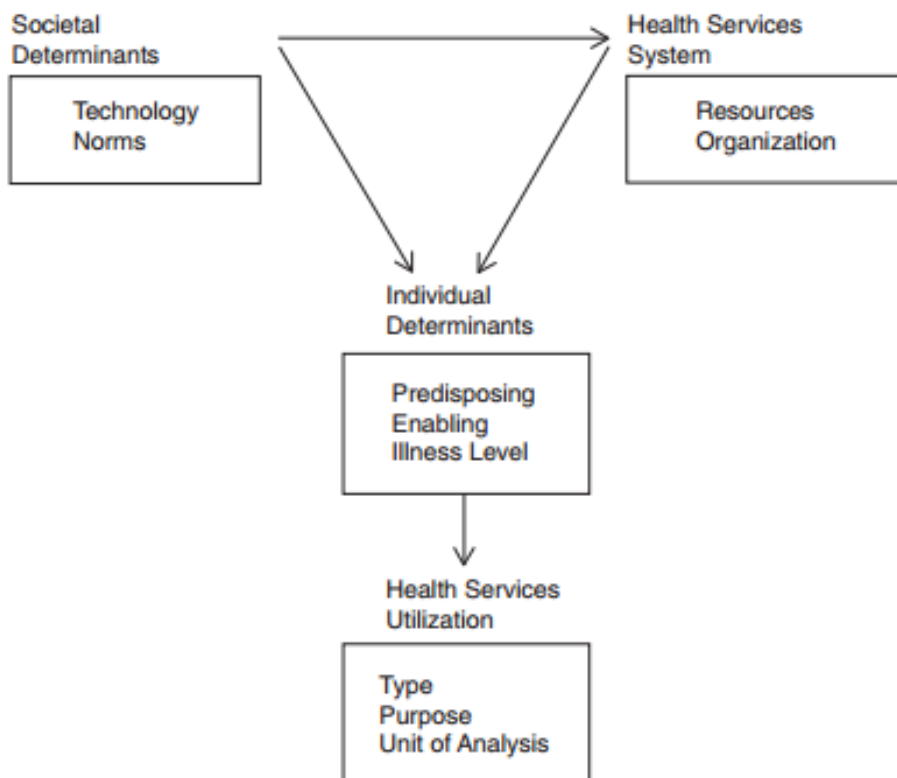 Societal
Determinants
Technology
Norms
Health Services
System
Resources
Organization
Individual
Determinants
Predisposing
Enabling
Illness Level
Health Services
Utilization
Type
Purpose
Unit of Analysis